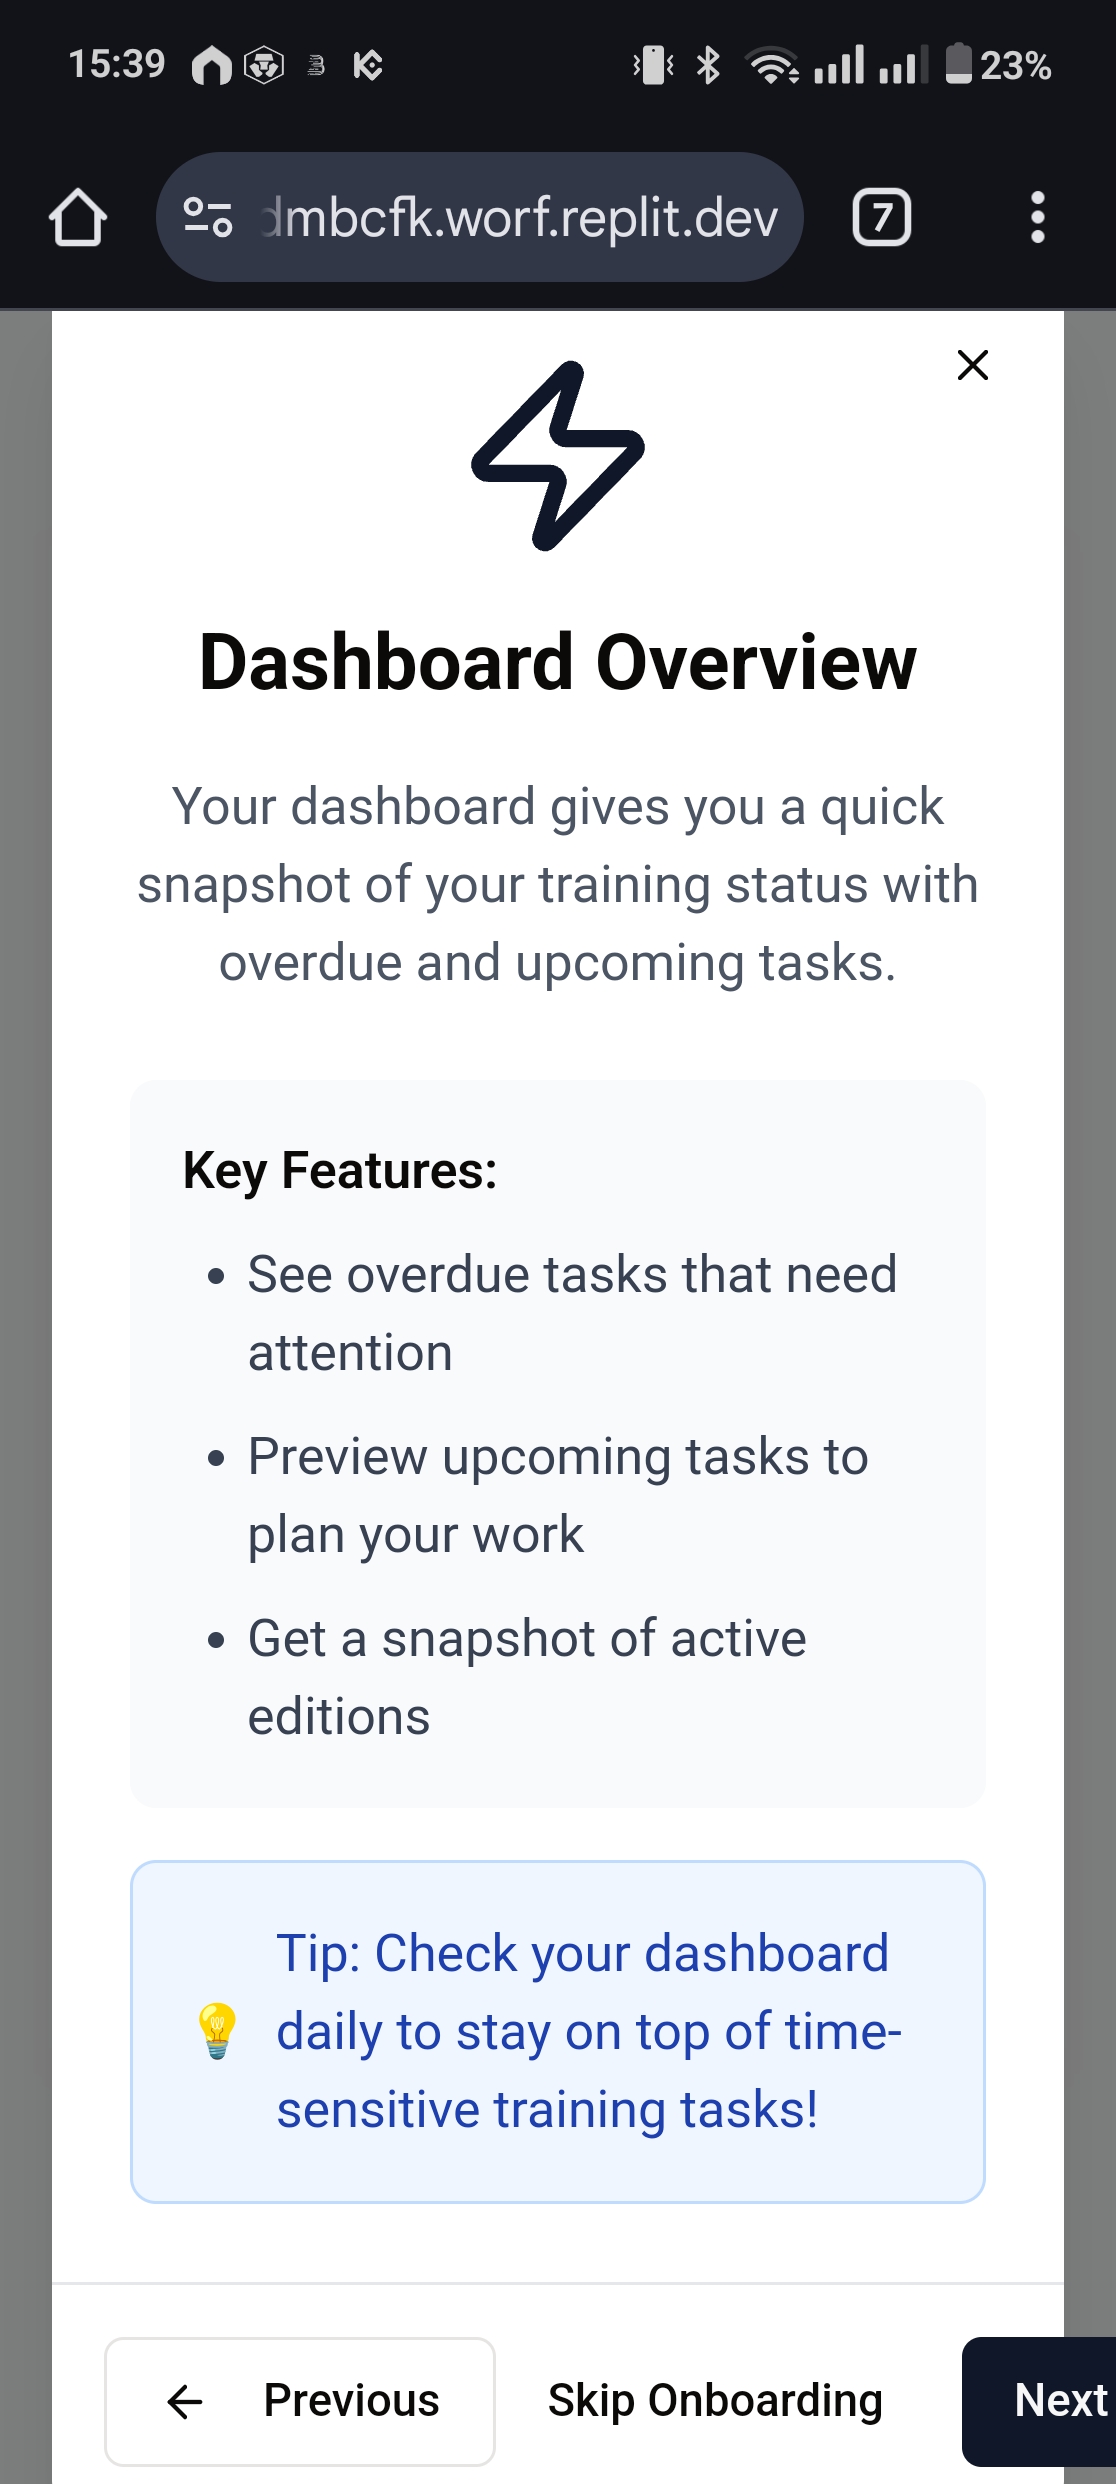 15:39
23%
dmbcfk.worf.replit.dev
7
Dashboard Overview
Your dashboard gives you a quick
snapshot of your training status with
overdue and upcoming tasks.
Key Features:
• See overdue tasks that need
attention
• Preview upcoming tasks to
plan your work
• Get a snapshot of active
editions
Tip: Check your dashboard
daily to stay on top of time-
sensitive training tasks!
Previous
Skip Onboarding
Next